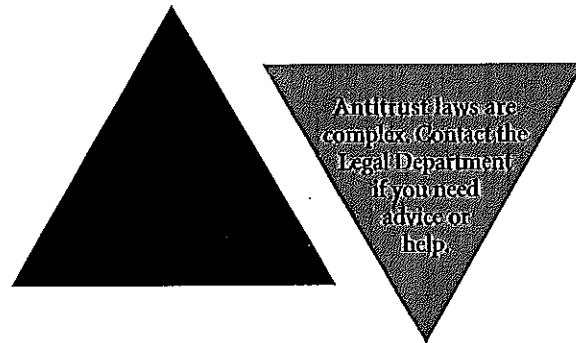 Antitrust laws are
complex. Contact the
Legal Department
if you need
advice or
help.